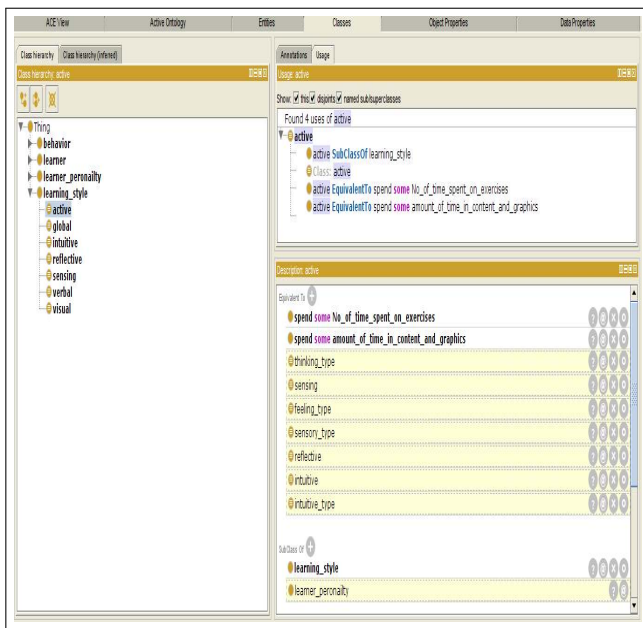 ACE View
Active Ontology
Entities
Classes
Object Properties
Data Properties
Class hierarchy
Class hierarchy (inferred)
Class hierarchy: active
Thing
behavior
learner
learner_peronailty
learning_style
active
global
intuitive
reflective
sensing
verbal
visual
Annotations
Usage
Usage: active
Show: this disjoints named sub/superclasses
Found 4 uses of active
active
active SubClassOf learning_style
Class: active
active EquivalentTo spend some No_of_time_spent_on_exercises
active EquivalentTo spend some amount_of_time_in_content_and_graphics
Description: active
Equivalent To
spend some No_of_time_spent_on_exercises
spend some amount_of_time_in_content_and_graphics
thinking_type
sensing
feeling_type
sensory_type
reflective
intuitive
intuitive_type
SubClass Of
learning_style
learner_peronailty